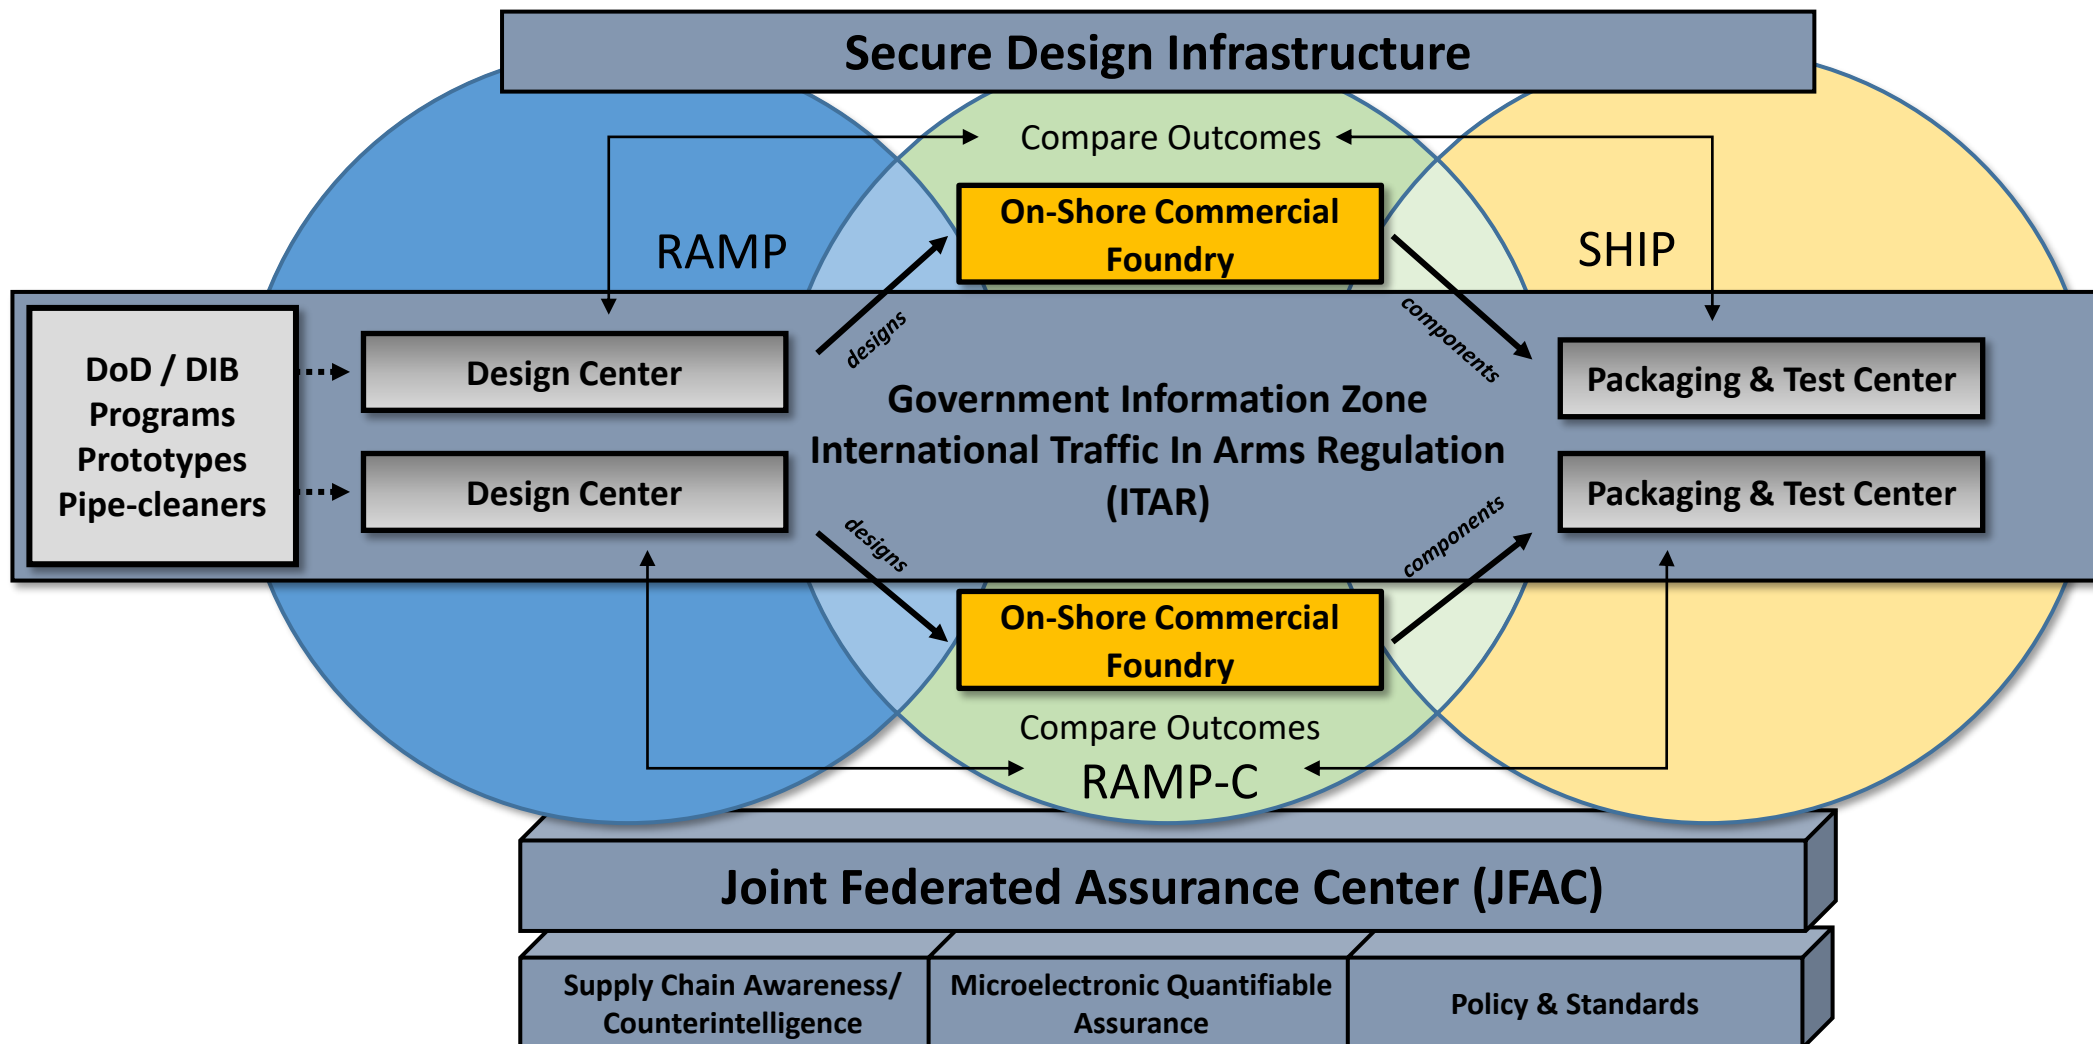 Secure Design Infrastructure
Compare Outcomes
On-Shore Commercial
Foundry
RAMP
SHIP
designs
components
DoD / DIB
Programs
Prototypes
Pipe-cleaners
Design Center
Design Center
Government Information Zone
International Traffic In Arms Regulation
(ITAR)
Packaging & Test Center
Packaging & Test Center
designs
components
On-Shore Commercial
Foundry
Compare Outcomes
RAMP-C
Joint Federated Assurance Center (JFAC)
Supply Chain Awareness/
Counterintelligence
Microelectronic Quantifiable
Assurance
Policy & Standards